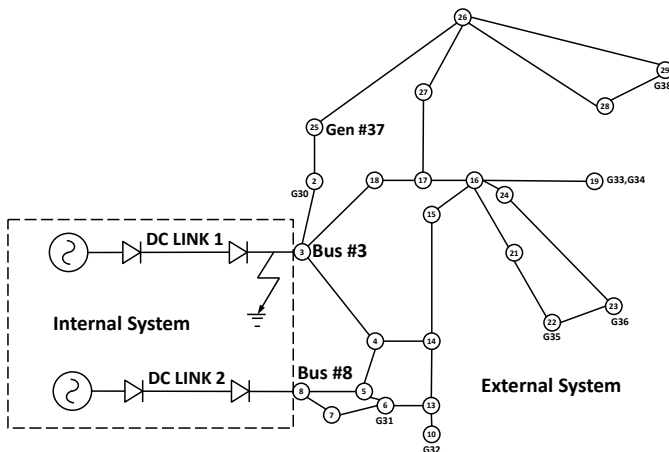 26
29
G38
28
27
25
Gen #37
2
G30
18
17
16
19
G33,G34
24
15
DC LINK 1
3
Bus #3
21
Internal System
22
G35
23
G36
4
14
DC LINK 2
Bus #8
8
5
6
G31
7
13
10
G32
External System